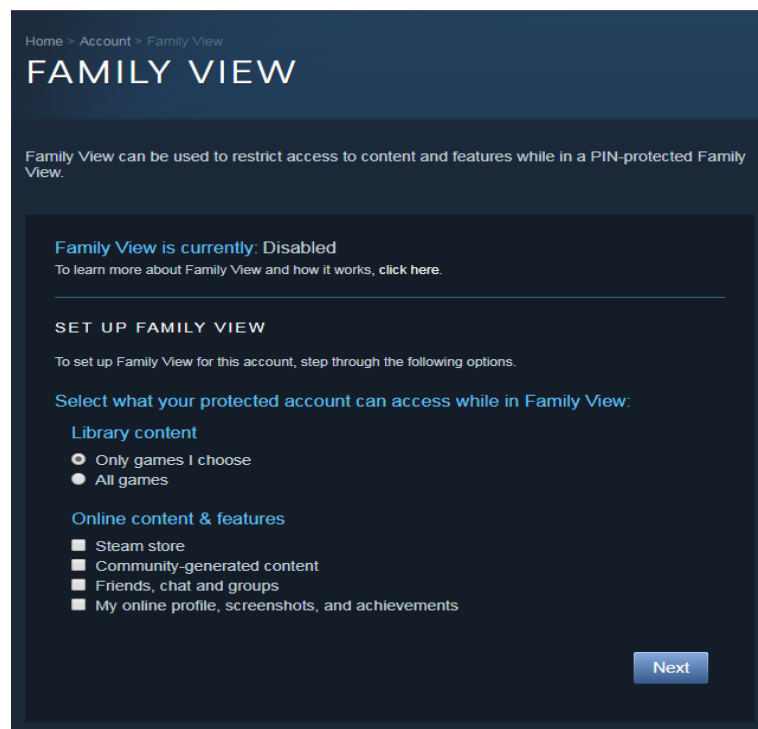 Home > Account > Family View
FAMILY VIEW
Family View can be used to restrict access to content and features while in a PIN-protected Family
View.
Family View is currently: Disabled
To learn more about Family View and how it works, click here.
SET UP FAMILY VIEW
To set up Family View for this account, step through the following options.
Select what your protected account can access while in Family View:
Library content
Only games I choose
All games
Online content & features
Steam store
Community-generated content
Friends, chat and groups
My online profile, screenshots, and achievements
Next